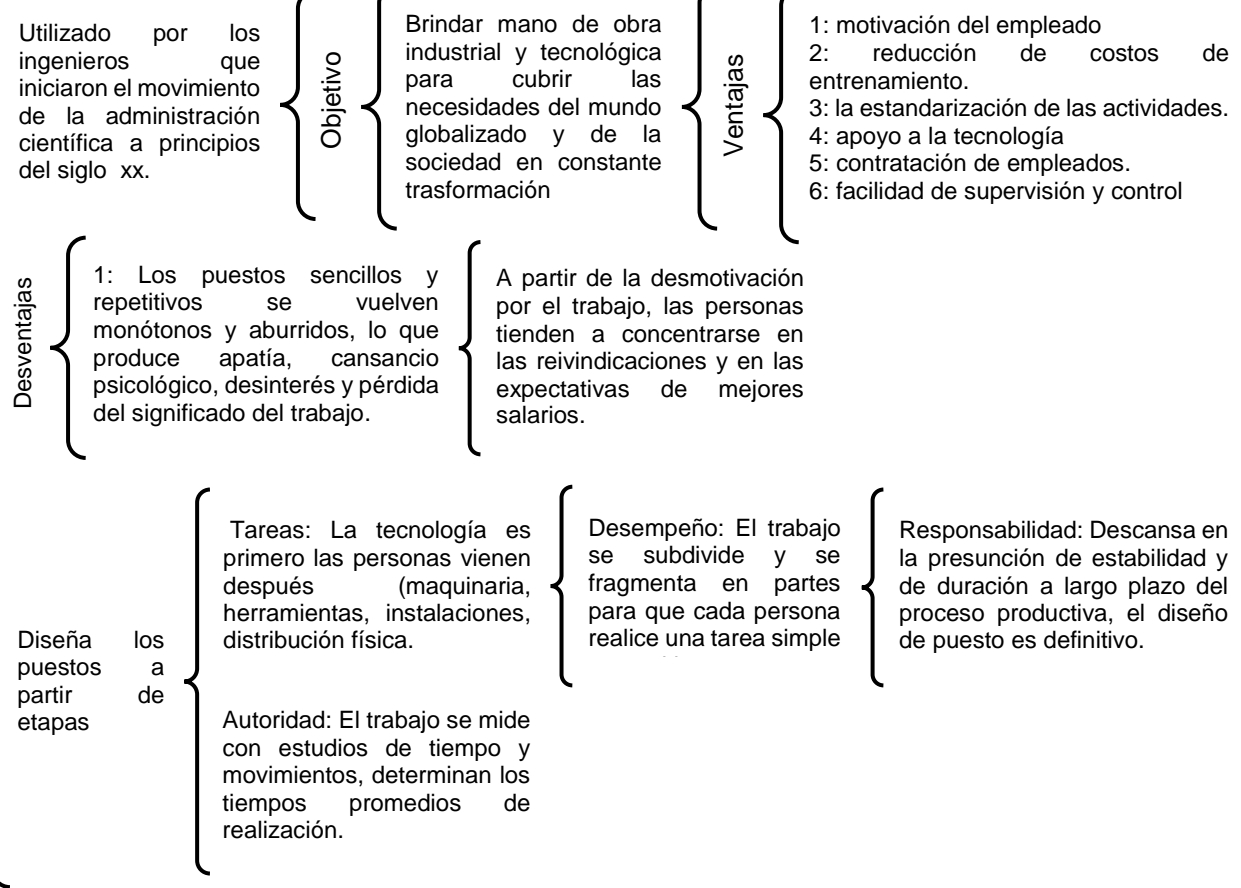 Utilizado por los
ingenieros que
iniciaron el movimiento
de la administración
científica a principios
del siglo xx.
Objetivo
Brindar mano de obra
industrial y tecnológica
para cubrir las
necesidades del mundo
globalizado y de la
sociedad en constante
trasformación
Ventajas
1: motivación del empleado
2: reducción de costos de
entrenamiento.
3: la estandarización de las actividades.
4: apoyo a la tecnología
5: contratación de empleados.
6: facilidad de supervisión y control
Desventajas
1: Los puestos sencillos y
repetitivos se vuelven
monótonos y aburridos, lo que
produce apatía, cansancio
psicológico, desinterés y pérdida
del significado del trabajo.
A partir de la desmotivación
por el trabajo, las personas
tienden a concentrarse en
las reivindicaciones y en las
expectativas de mejores
salarios.
Diseña los
puestos a
partir de
etapas
Tareas: La tecnología es
primero las personas vienen
después (maquinaria,
herramientas, instalaciones,
distribución física.
Autoridad: El trabajo se mide
con estudios de tiempo y
movimientos, determinan los
tiempos promedios de
realización.
Desempeño: El trabajo
se subdivide y se
fragmenta en partes
para que cada persona
realice una tarea simple
Responsabilidad: Descansa en
la presunción de estabilidad y
de duración a largo plazo del
proceso productiva, el diseño
de puesto es definitivo.